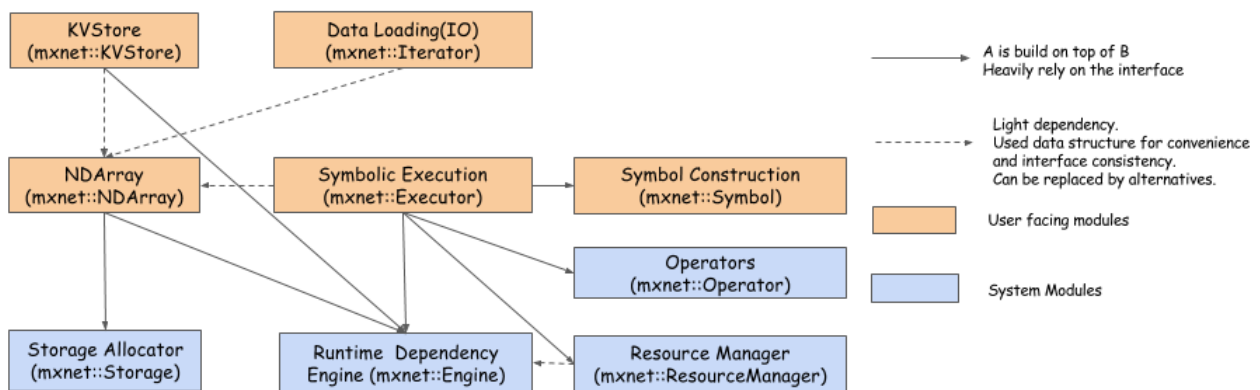 KVStore
(mxnet::KVStore)
Data Loading(IO)
(mxnet::Iterator)
A is build on top of B
Heavily rely on the interface
Light dependency.
Used data structure for convenience
and interface consistency.
Can be replaced by alternatives.
NDArray
(mxnet::NDArray)
Symbolic Execution
(mxnet::Executor)
Symbol Construction
(mxnet::Symbol)
User facing modules
Operators
(mxnet::Operator)
System Modules
Storage Allocator
(mxnet::Storage)
Runtime Dependency
Engine (mxnet::Engine)
Resource Manager
(mxnet::ResourceManager)